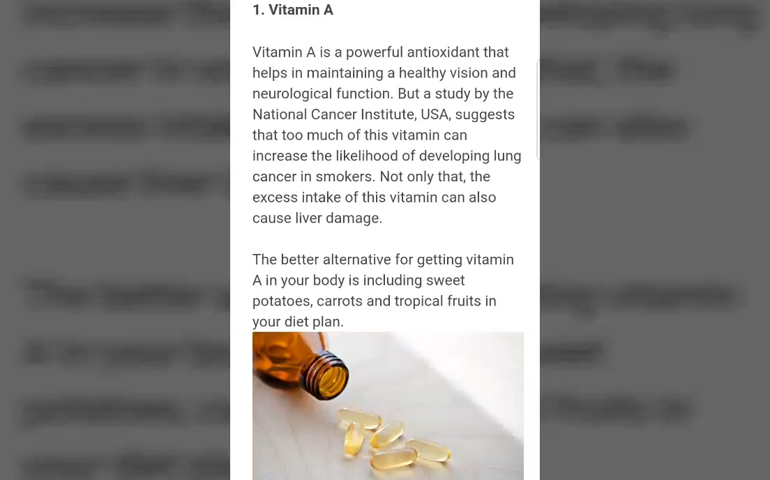 1. Vitamin A
Vitamin A is a powerful antioxidant that
helps in maintaining a healthy vision and
neurological function. But a study by the
National Cancer Institute, USA, suggests
that too much of this vitamin can
increase the likelihood of developing lung
cancer in smokers. Not only that, the
excess intake of this vitamin can also
cause liver damage.
The better alternative for getting vitamin
A in your body is including sweet
potatoes, carrots and tropical fruits in
your diet plan.